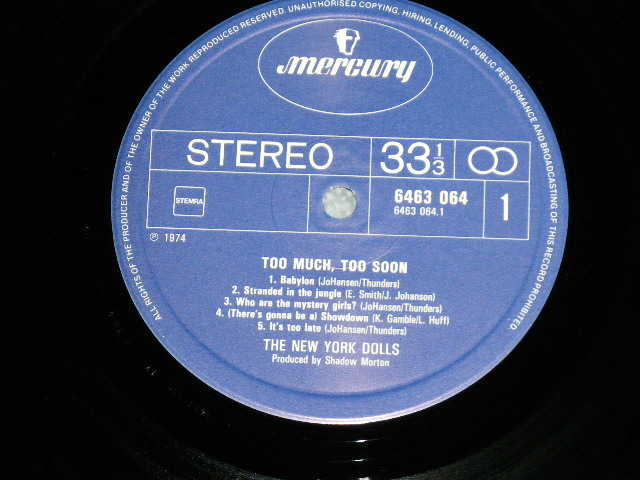 ALL RIGHTS OF THE PRODUCER AND OF THE OWNER OF THE WORK REPRODUCED RESERVED. UNAUTHORISED COPYING, HIRING, LENDING, PUBLIC PERFORMANCE AND BROADCASTING OF THIS RECORD PROHIBITED
mercury
STEREO
33 1/3
STEMRA
6463 064
6463 064.1
1
℗ 1974
TOO MUCH, TOO SOON
1. Babylon (JoHansen/Thunders)
2. Stranded in the jungle (E. Smith/J. Johanson)
3. Who are the mystery girls? (JoHansen/Thunders)
4. (There's gonna be a) Showdown (K. Gamble/L. Huff)
5. It's too late (JoHansen/Thunders)
THE NEW YORK DOLLS
Produced by Shadow Morton